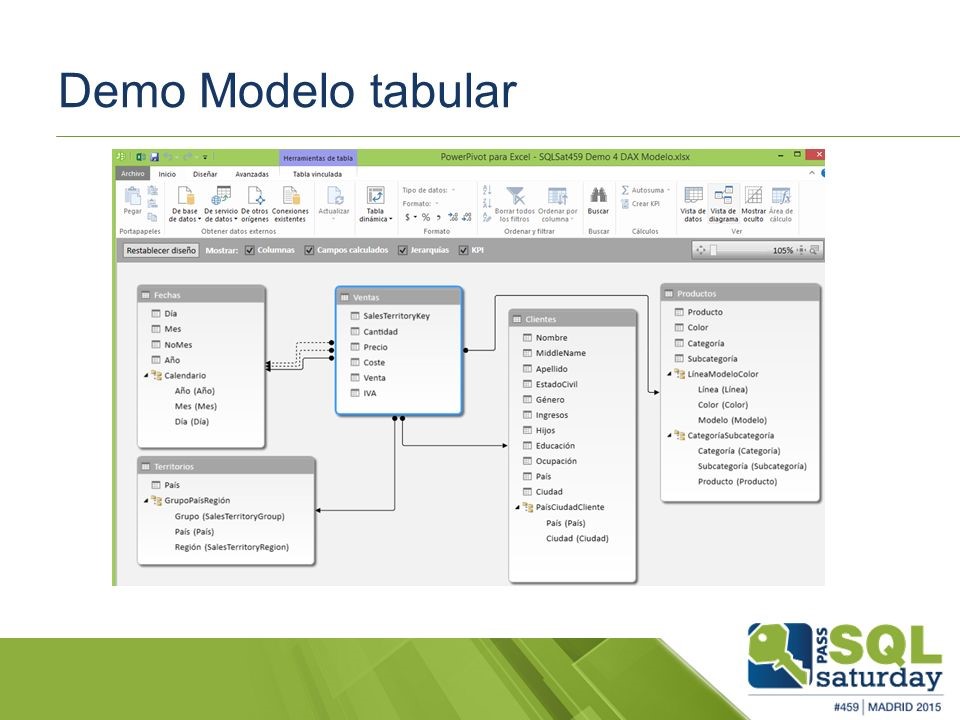 Demo Modelo tabular
Herramientas de tabla
PowerPivot para Excel - SQLSat459 Demo 4 DAX Modelo.xlsx
Archivo Inicio Diseñar Avanzadas Tabla vinculada
Pegar
Portapapeles
De base de datos
De servicio de datos
De otros orígenes
Conexiones existentes
Obtener datos externos
Actualizar
Tabla dinámica
Tipo de datos:
Formato:
$ % ,
Formato
Borrar todos los filtros
Ordenar por columna
Ordenar y filtrar
Buscar
Buscar
Autosuma
Crear KPI
Cálculos
Vista de datos
Vista de diagrama
Mostrar oculto
Área de cálculo
Ver
Restablecer diseño Mostrar: Columnas Campos calculados Jerarquías KPI 105%
Fechas
Día
Mes
NoMes
Año
Calendario
Año (Año)
Mes (Mes)
Día (Día)
Ventas
SalesTerritoryKey
Cantidad
Precio
Coste
Venta
IVA
Clientes
Nombre
MiddleName
Apellido
EstadoCivil
Género
Ingresos
Hijos
Educación
Ocupación
País
Ciudad
PaísCiudadCliente
País (País)
Ciudad (Ciudad)
Productos
Producto
Color
Categoría
Subcategoría
LíneaModeloColor
Línea (Línea)
Color (Color)
Modelo (Modelo)
CategoríaSubcategoría
Categoría (Categoría)
Subcategoría (Subcategoría)
Producto (Producto)
Territorios
País
GrupoPaísRegión
Grupo (SalesTerritoryGroup)
País (País)
Región (SalesTerritoryRegion)
PASS
SQL
saturday
#459 | MADRID 2015